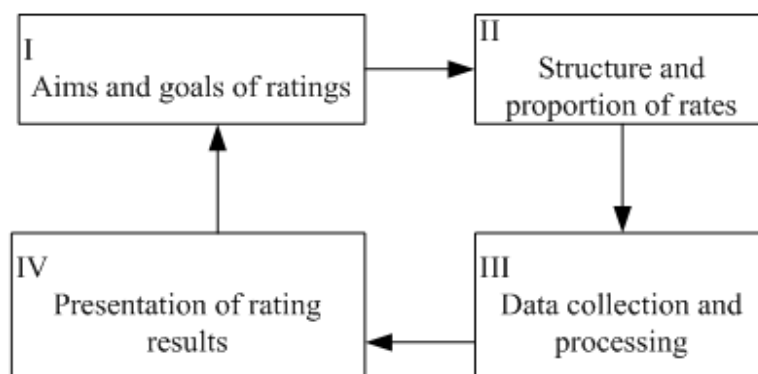 I
Aims and goals of ratings
II
Structure and
proportion of rates
III
Data collection and
processing
IV
Presentation of rating
results